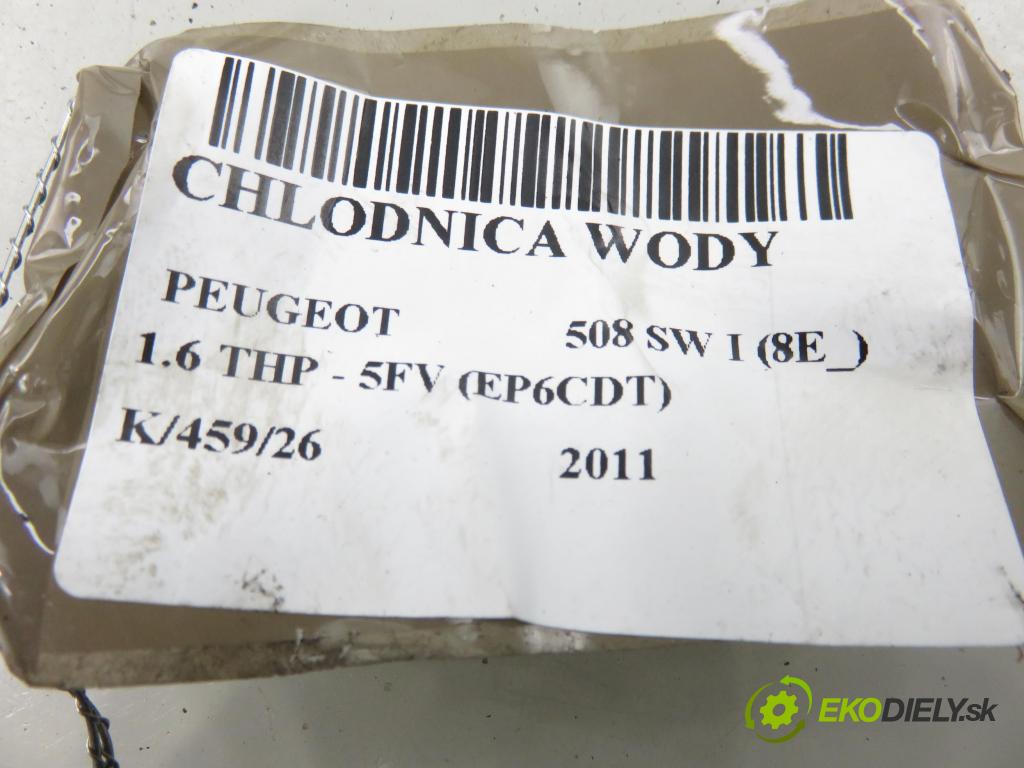 CHLODNICA WODY
PEUGEOT 508 SW I (8E_)
1.6 THP - 5FV (EP6CDT)
K/459/26 2011
EKODIELY.sk